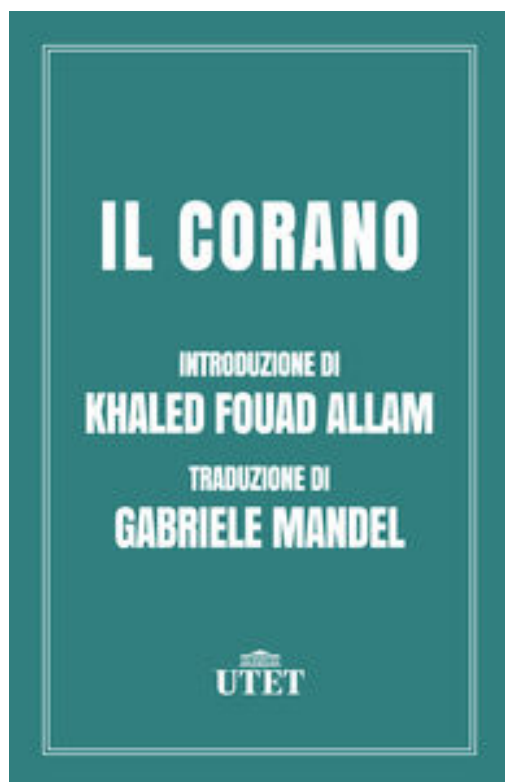 IL CORANO
INTRODUZIONE DI
KHALED FOUAD ALLAM
TRADUZIONE DI
GABRIELE MANDEL
UTET